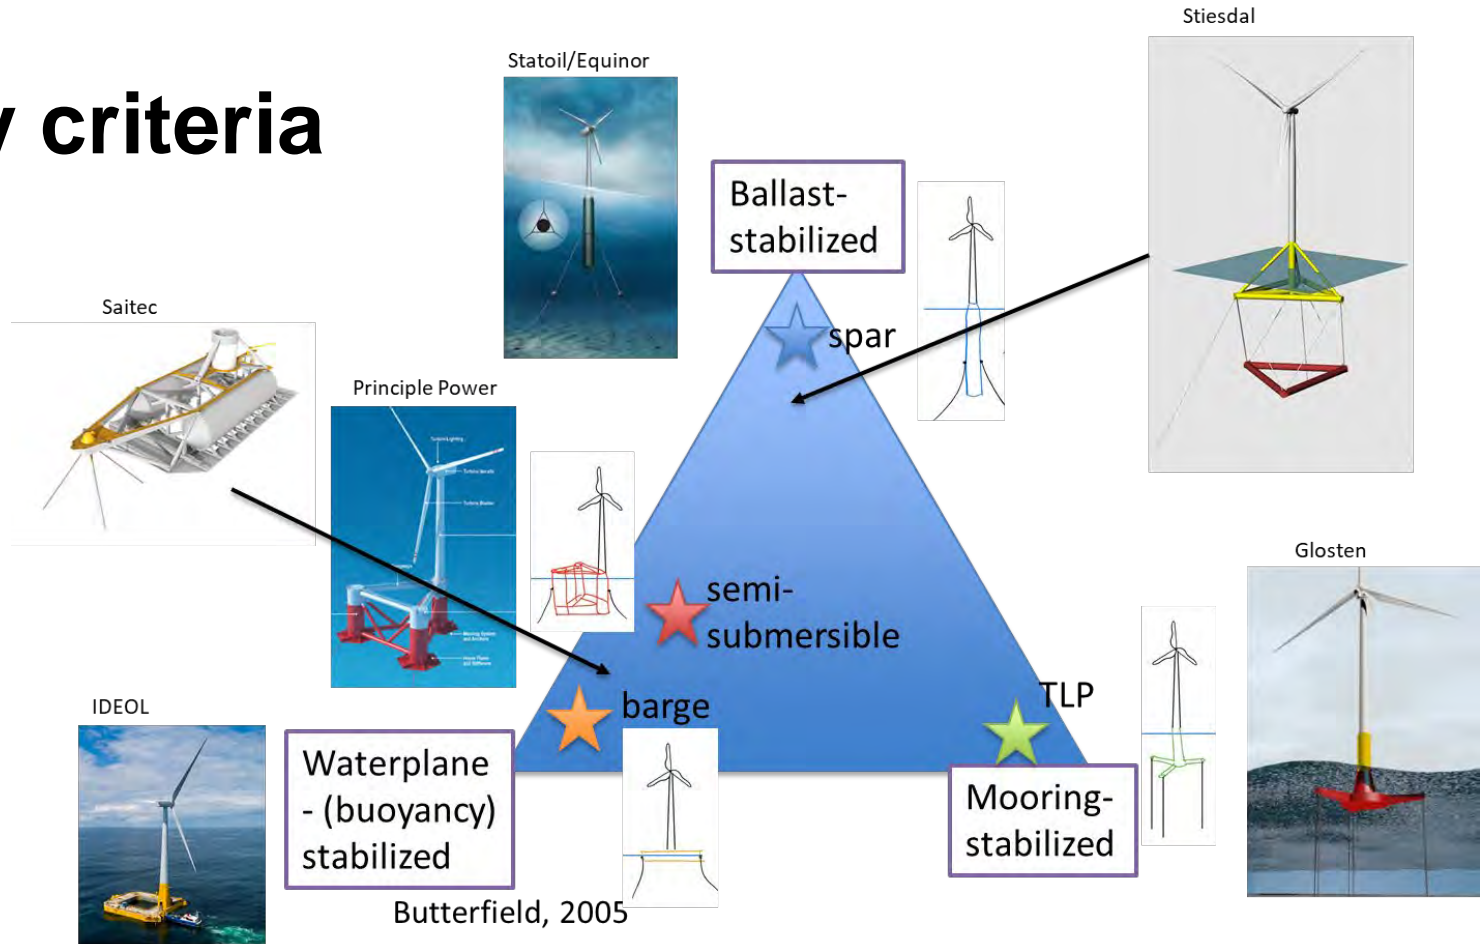 y criteria
Stiesdal
Statoil/Equinor
Ballast-
stabilized
Saitec
spar
Principle Power
Glosten
semi-
submersible
TLP
IDEOL
barge
Waterplane
- (buoyancy)
stabilized
Mooring-
stabilized
Butterfield, 2005